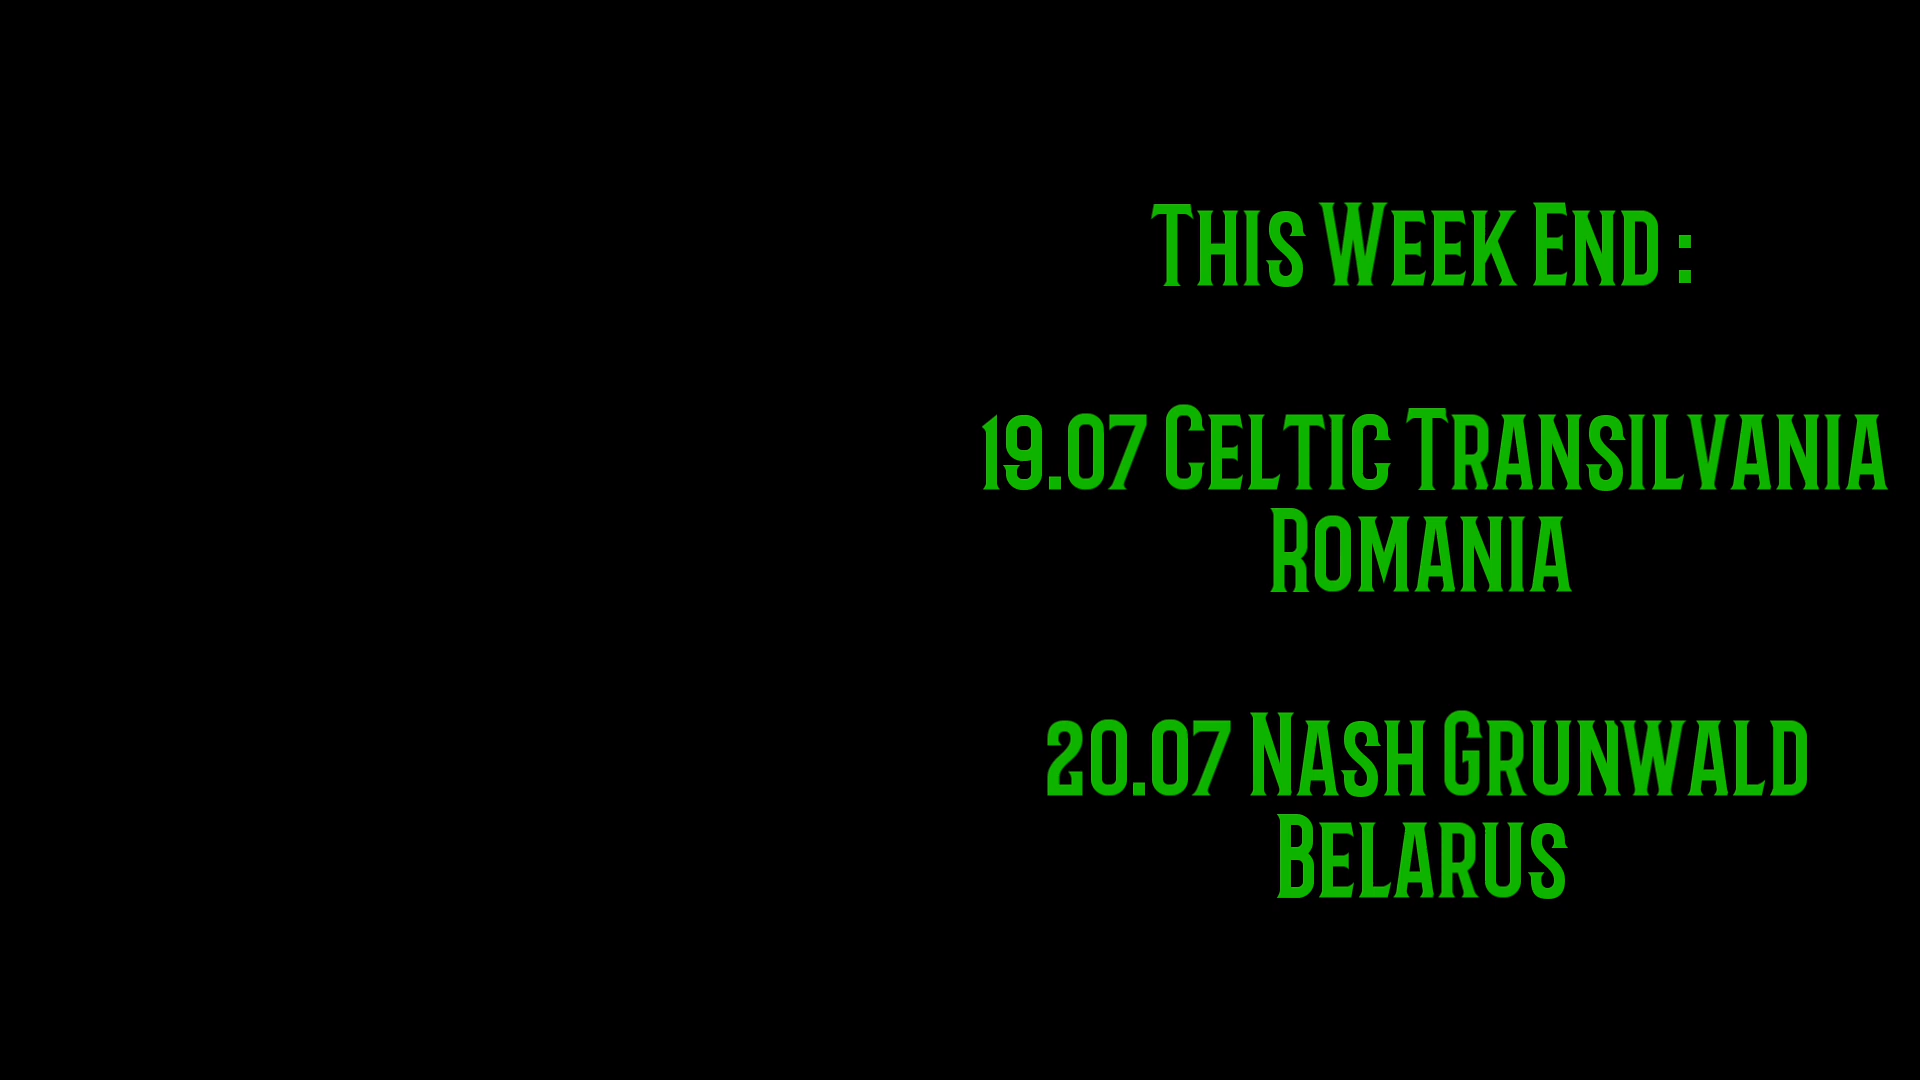 This Week End :
19.07 Celtic Transilvania
Romania
20.07 Nash Grunwald
Belarus